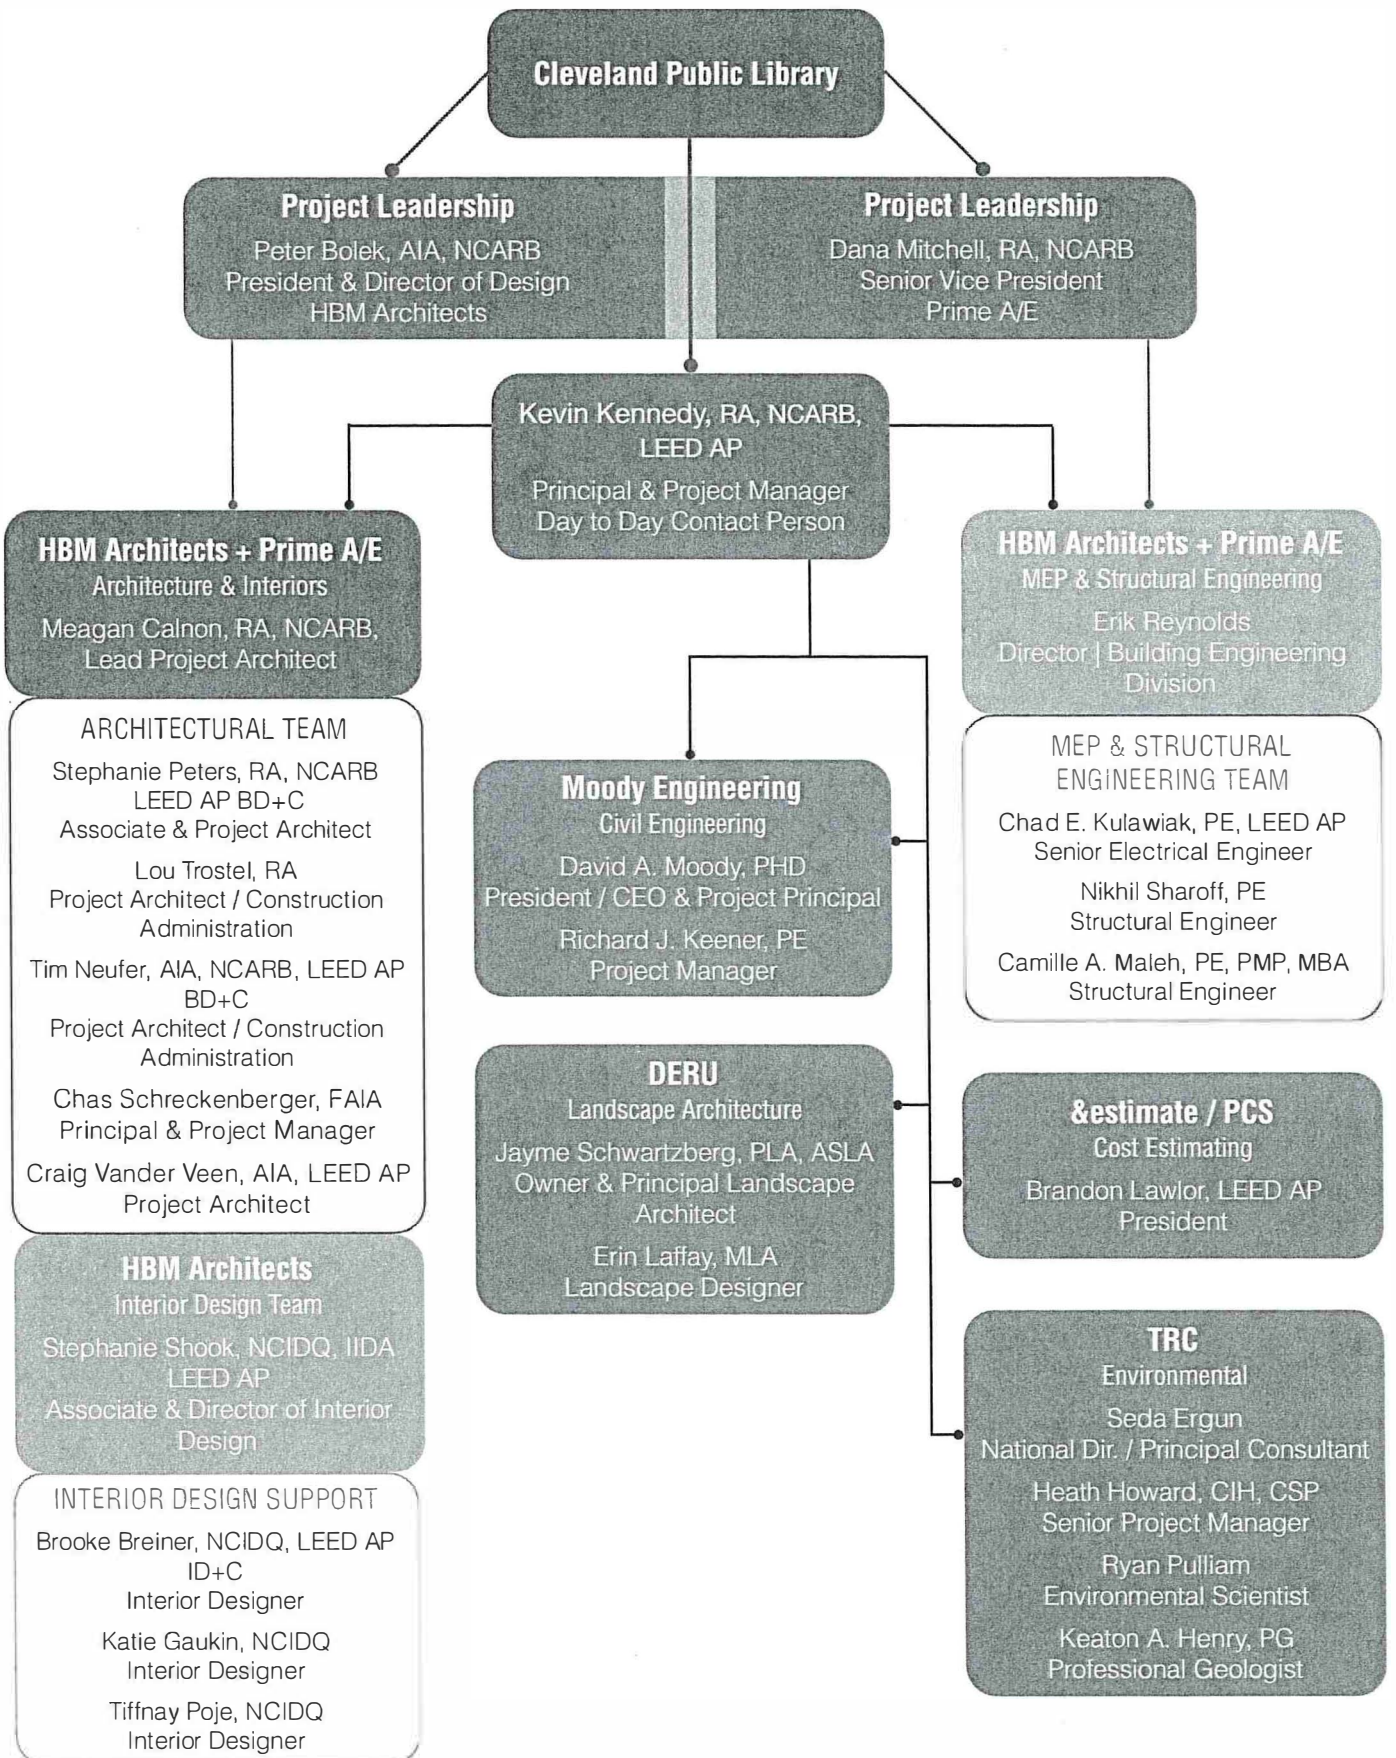 Cleveland Public Library
Project Leadership
Peter Bolek, AIA, NCARB
President & Director of Design
HBM Architects
Project Leadership
Dana Mitchell, RA, NCARB
Senior Vice President
Prime A/E
Kevin Kennedy, RA, NCARB,
LEED AP
Principal & Project Manager
Day to Day Contact Person
HBM Architects + Prime A/E
Architecture & Interiors
Meagan Calnon, RA, NCARB,
Lead Project Architect
ARCHITECTURAL TEAM
Stephanie Peters, RA, NCARB
LEED AP BD+C
Associate & Project Architect
Lou Trostel, RA
Project Architect / Construction
Administration
Tim Neufer, AIA, NCARB, LEED AP
BD+C
Project Architect / Construction
Administration
Chas Schreckenberger, FAIA
Principal & Project Manager
Craig Vander Veen, AIA, LEED AP
Project Architect
HBM Architects
Interior Design Team
Stephanie Shook, NCIDQ, IIDA
LEED AP
Associate & Director of Interior
Design
INTERIOR DESIGN SUPPORT
Brooke Breiner, NCIDQ, LEED AP
ID+C
Interior Designer
Katie Gaukin, NCIDQ
Interior Designer
Tiffnay Poje, NCIDQ
Interior Designer
Moody Engineering
Civil Engineering
David A. Moody, PHD
President / CEO & Project Principal
Richard J. Keener, PE
Project Manager
DERU
Landscape Architecture
Jayme Schwartzberg, PLA, ASLA
Owner & Principal Landscape
Architect
Erin Laffay, MLA
Landscape Designer
HBM Architects + Prime A/E
MEP & Structural Engineering
Erik Reynolds
Director | Building Engineering
Division
MEP & STRUCTURAL
ENGINEERING TEAM
Chad E. Kulawiak, PE, LEED AP
Senior Electrical Engineer
Nikhil Sharoff, PE
Structural Engineer
Camille A. Maleh, PE, PMP, MBA
Structural Engineer
&estimate / PCS
Cost Estimating
Brandon Lawlor, LEED AP
President
TRC
Environmental
Seda Ergun
National Dir. / Principal Consultant
Heath Howard, CIH, CSP
Senior Project Manager
Ryan Pulliam
Environmental Scientist
Keaton A. Henry, PG
Professional Geologist